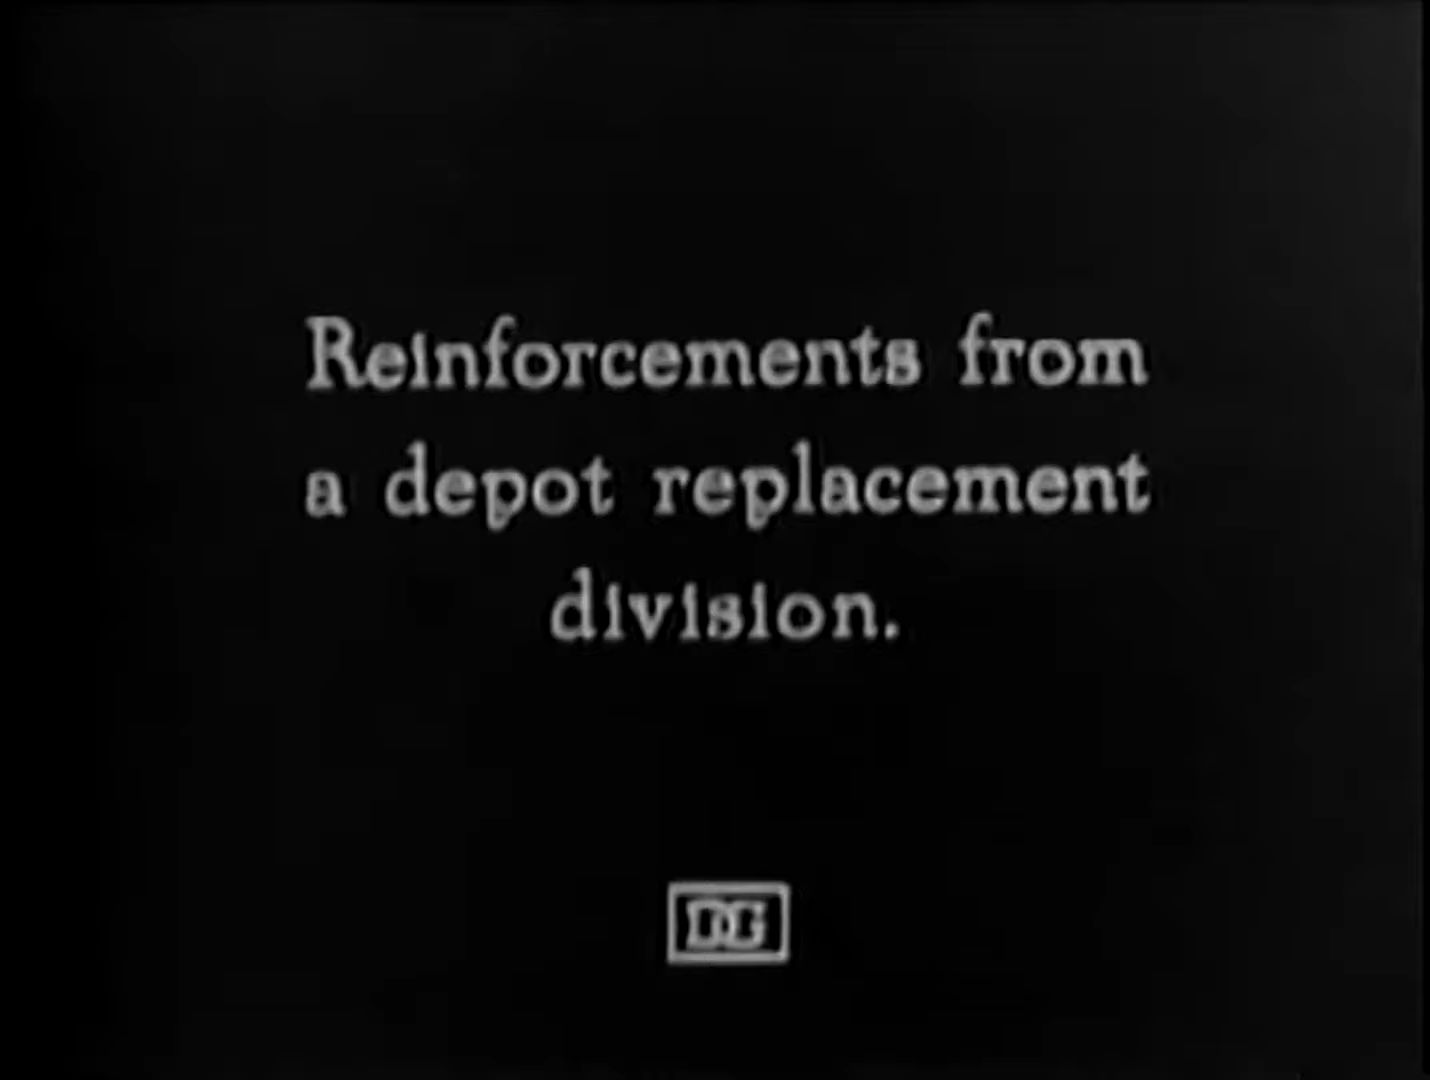 Reinforcements from
a depot replacement
division.
DG